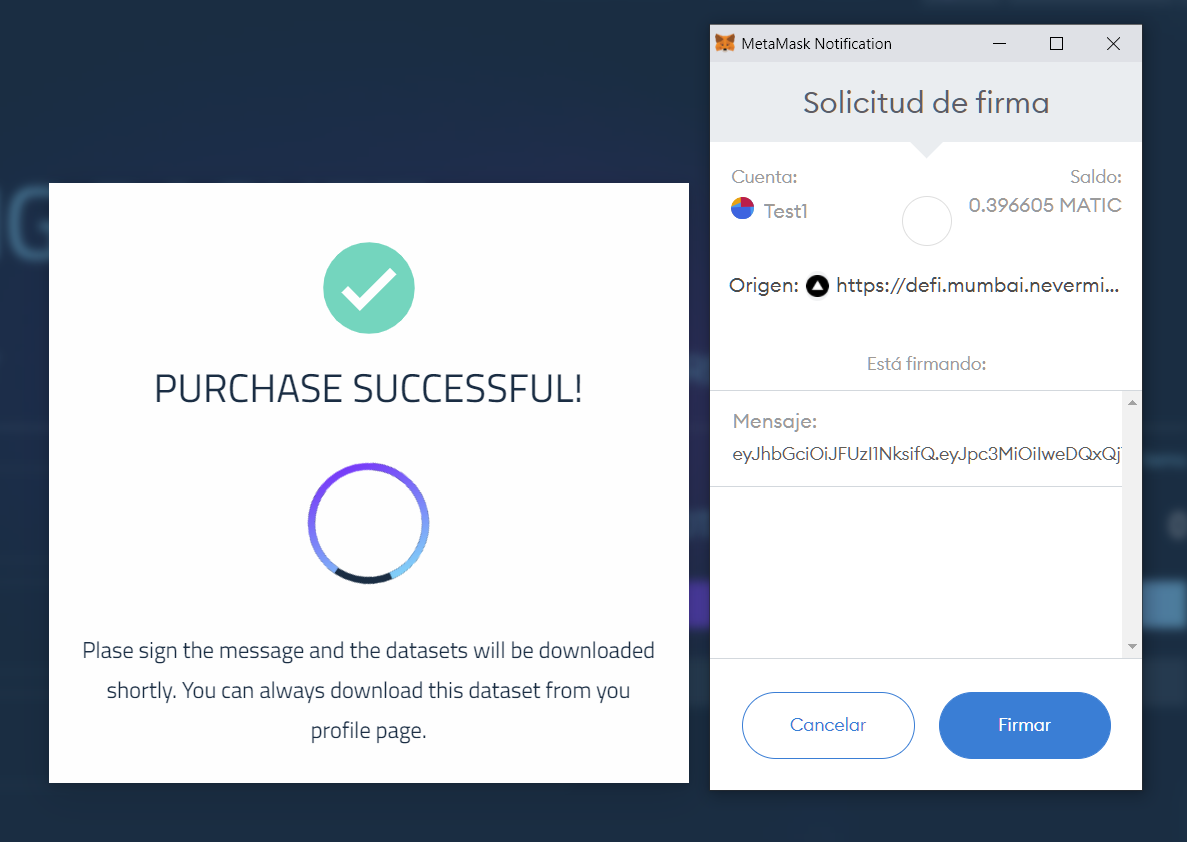 PURCHASE SUCCESSFUL!
Plase sign the message and the datasets will be downloaded
shortly. You can always download this dataset from you
profile page.
MetaMask Notification
Solicitud de firma
Cuenta:
Saldo:
Test1
0.396605 MATIC
Origen: https://defi.mumbai.nevermi...
Está firmando:
Mensaje:
eyJhbGciOiJFUzI1NksifQ.eyJpc3MiOiIweDQxQj
Cancelar
Firmar